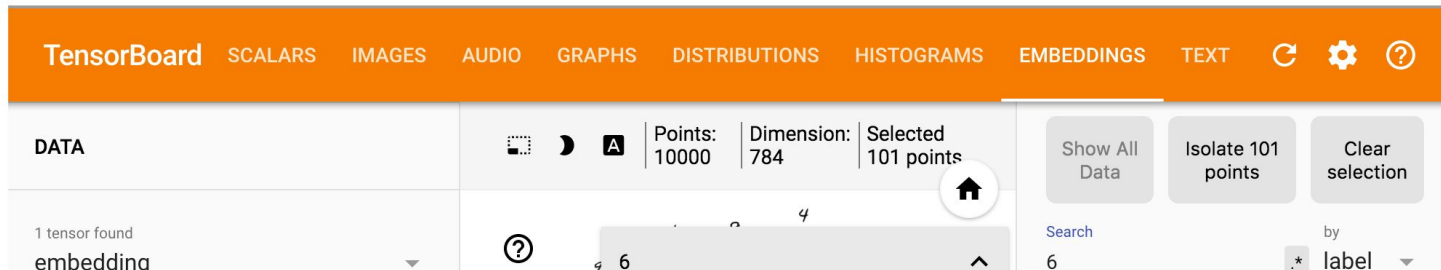 TensorBoard SCALARS IMAGES AUDIO GRAPHS DISTRIBUTIONS HISTOGRAMS EMBEDDINGS TEXT
DATA
A
Points: 10000
Dimension: 784
Selected 101 points
Show All Data
Isolate 101 points
Clear selection
1 tensor found
embedding
4
6
Search
6
.*
by
label